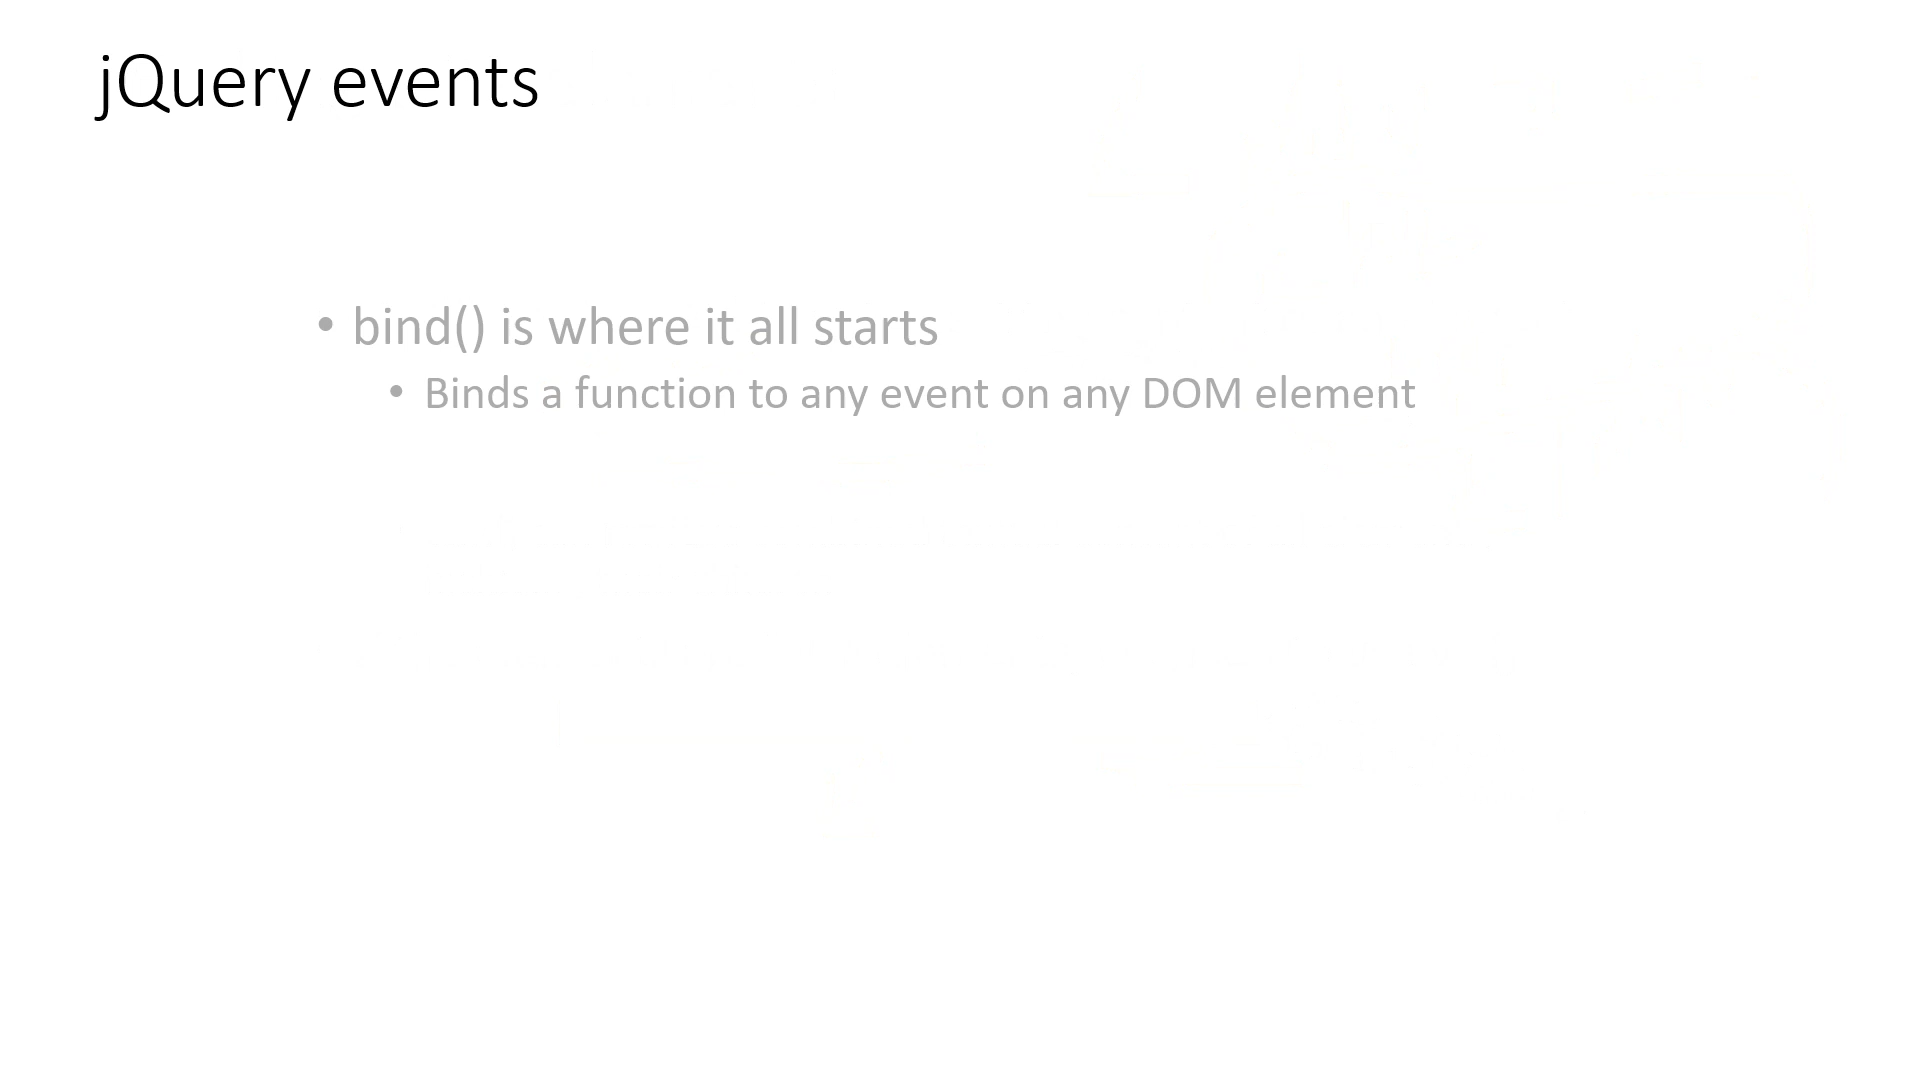 jQuery events
• bind() is where it all starts
• Binds a function to any event on any DOM element